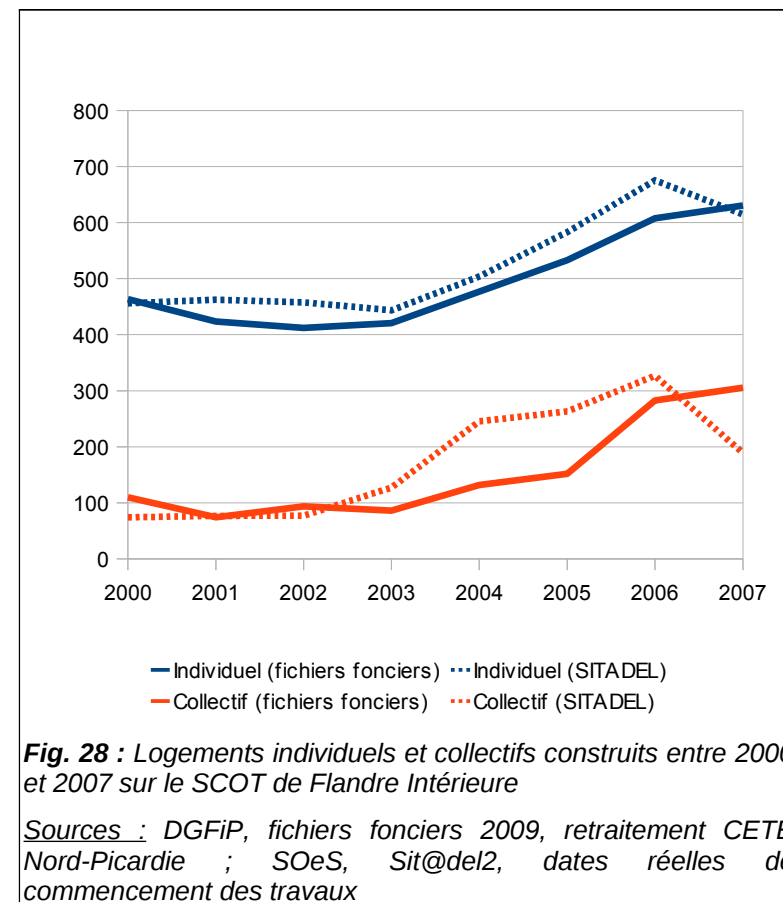 800
700
600
500
400
300
200
100
0
2000 2001 2002 2003 2004 2005 2006 2007
Individuel (fichiers fonciers) Individuel (SITADEL)
Collectif (fichiers fonciers) Collectif (SITADEL)
Fig. 28 : Logements individuels et collectifs construits entre 2000
et 2007 sur le SCOT de Flandre Intérieure
Sources : DGFiP, fichiers fonciers 2009, retraitement CETE
Nord-Picardie ; SOeS, Sit@del2, dates réelles de
commencement des travaux